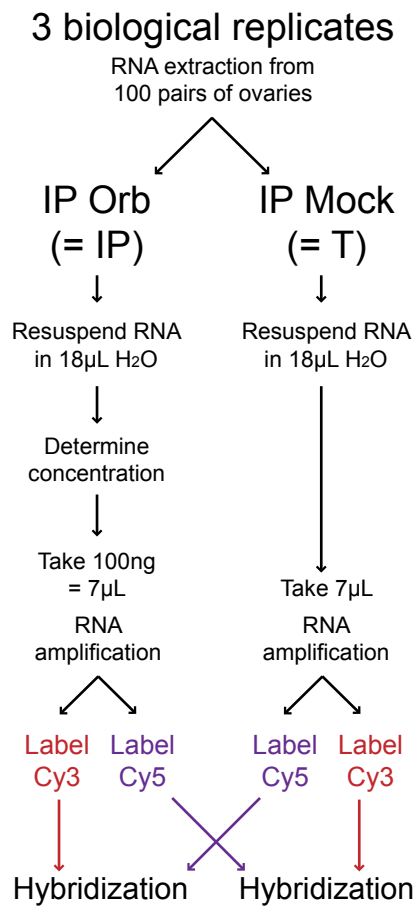 3 biological replicates
RNA extraction from
100 pairs of ovaries
IP Orb
(= IP)
IP Mock
(= T)
Resuspend RNA
in 18µL H₂O
Resuspend RNA
in 18µL H₂O
Determine
concentration
Take 100ng
= 7µL
Take 7µL
RNA
amplification
RNA
amplification
Label
Cy3
Label
Cy5
Label
Cy5
Label
Cy3
Hybridization
Hybridization